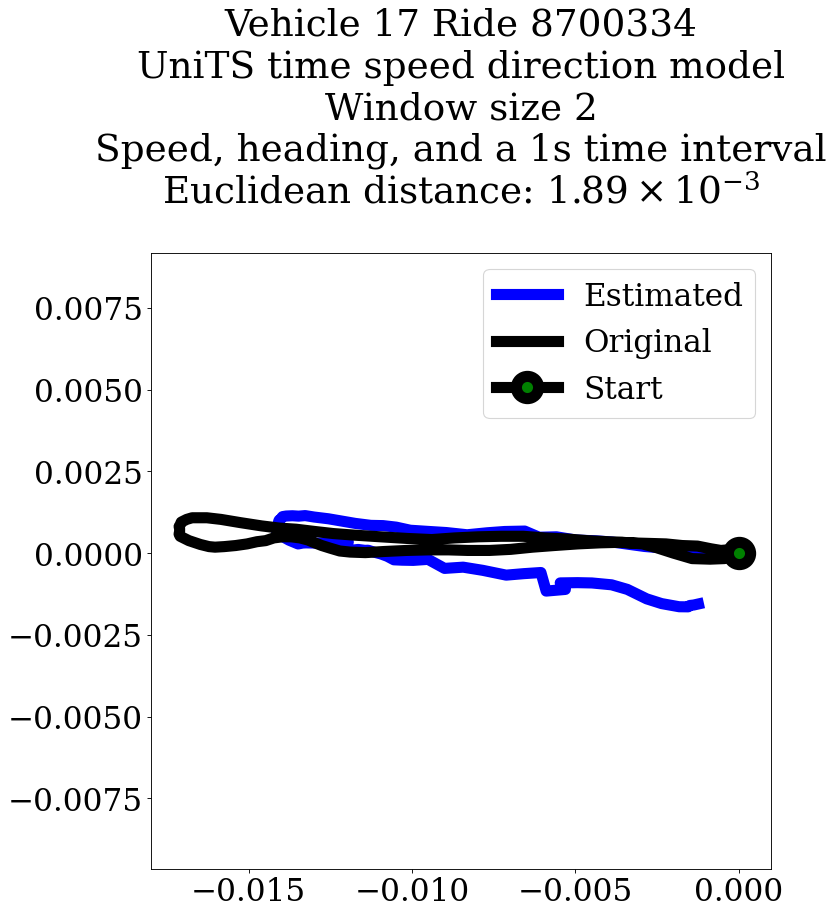 Vehicle 17 Ride 8700334
UniTS time speed direction model
Window size 2
Speed, heading, and a 1s time interval
Euclidean distance: 1.89 × 10⁻³
Estimated
Original
Start
0.0075
0.0050
0.0025
0.0000
−0.0025
−0.0050
−0.0075
−0.015 −0.010 −0.005 0.000